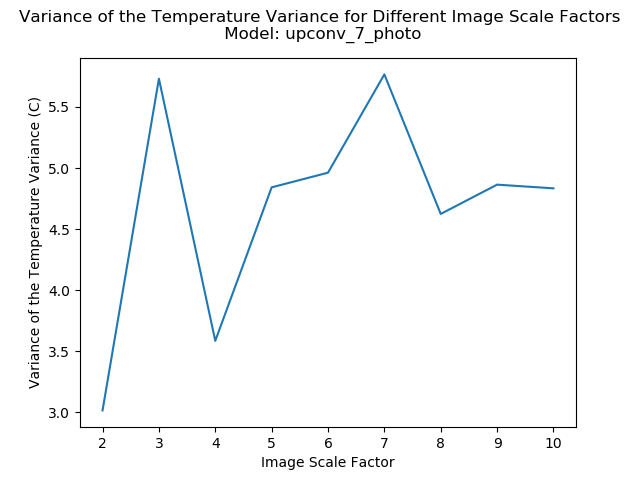 Variance of the Temperature Variance for Different Image Scale Factors
Model: upconv_7_photo
Variance of the Temperature Variance (C)
5.5
5.0
4.5
4.0
3.5
3.0
2 3 4 5 6 7 8 9 10
Image Scale Factor